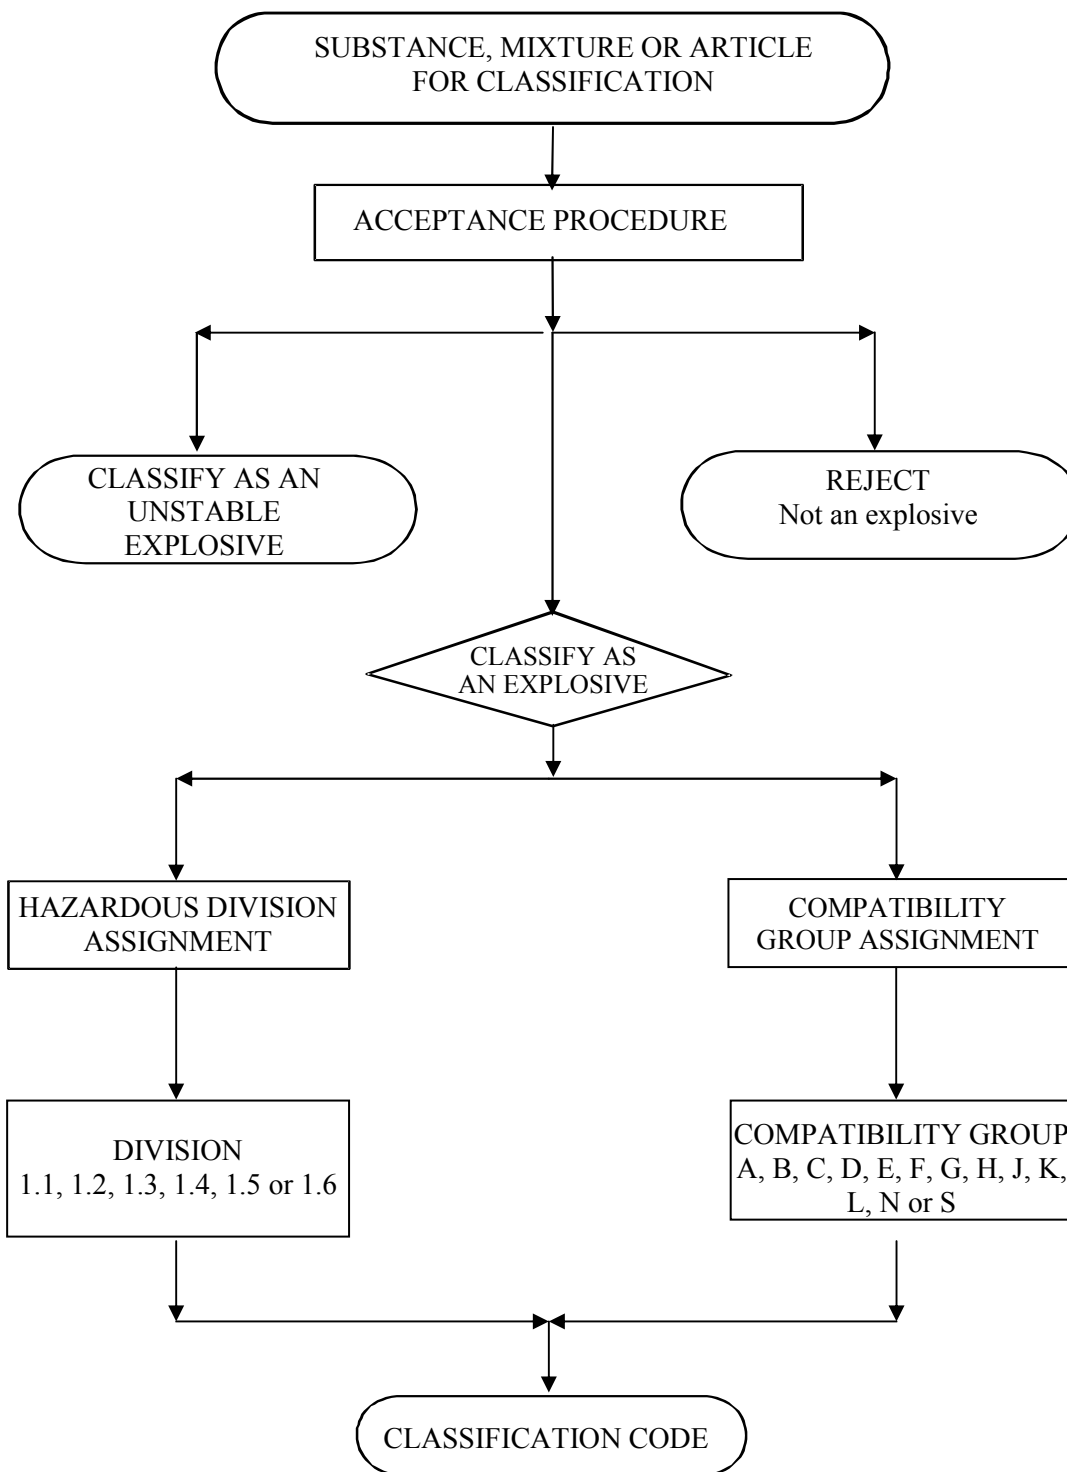 SUBSTANCE, MIXTURE OR ARTICLE
FOR CLASSIFICATION
ACCEPTANCE PROCEDURE
CLASSIFY AS AN
UNSTABLE
EXPLOSIVE
REJECT
Not an explosive
CLASSIFY AS
AN EXPLOSIVE
HAZARDOUS DIVISION
ASSIGNMENT
COMPATIBILITY
GROUP ASSIGNMENT
DIVISION
1.1, 1.2, 1.3, 1.4, 1.5 or 1.6
COMPATIBILITY GROUP
A, B, C, D, E, F, G, H, J, K,
L, N or S
CLASSIFICATION CODE